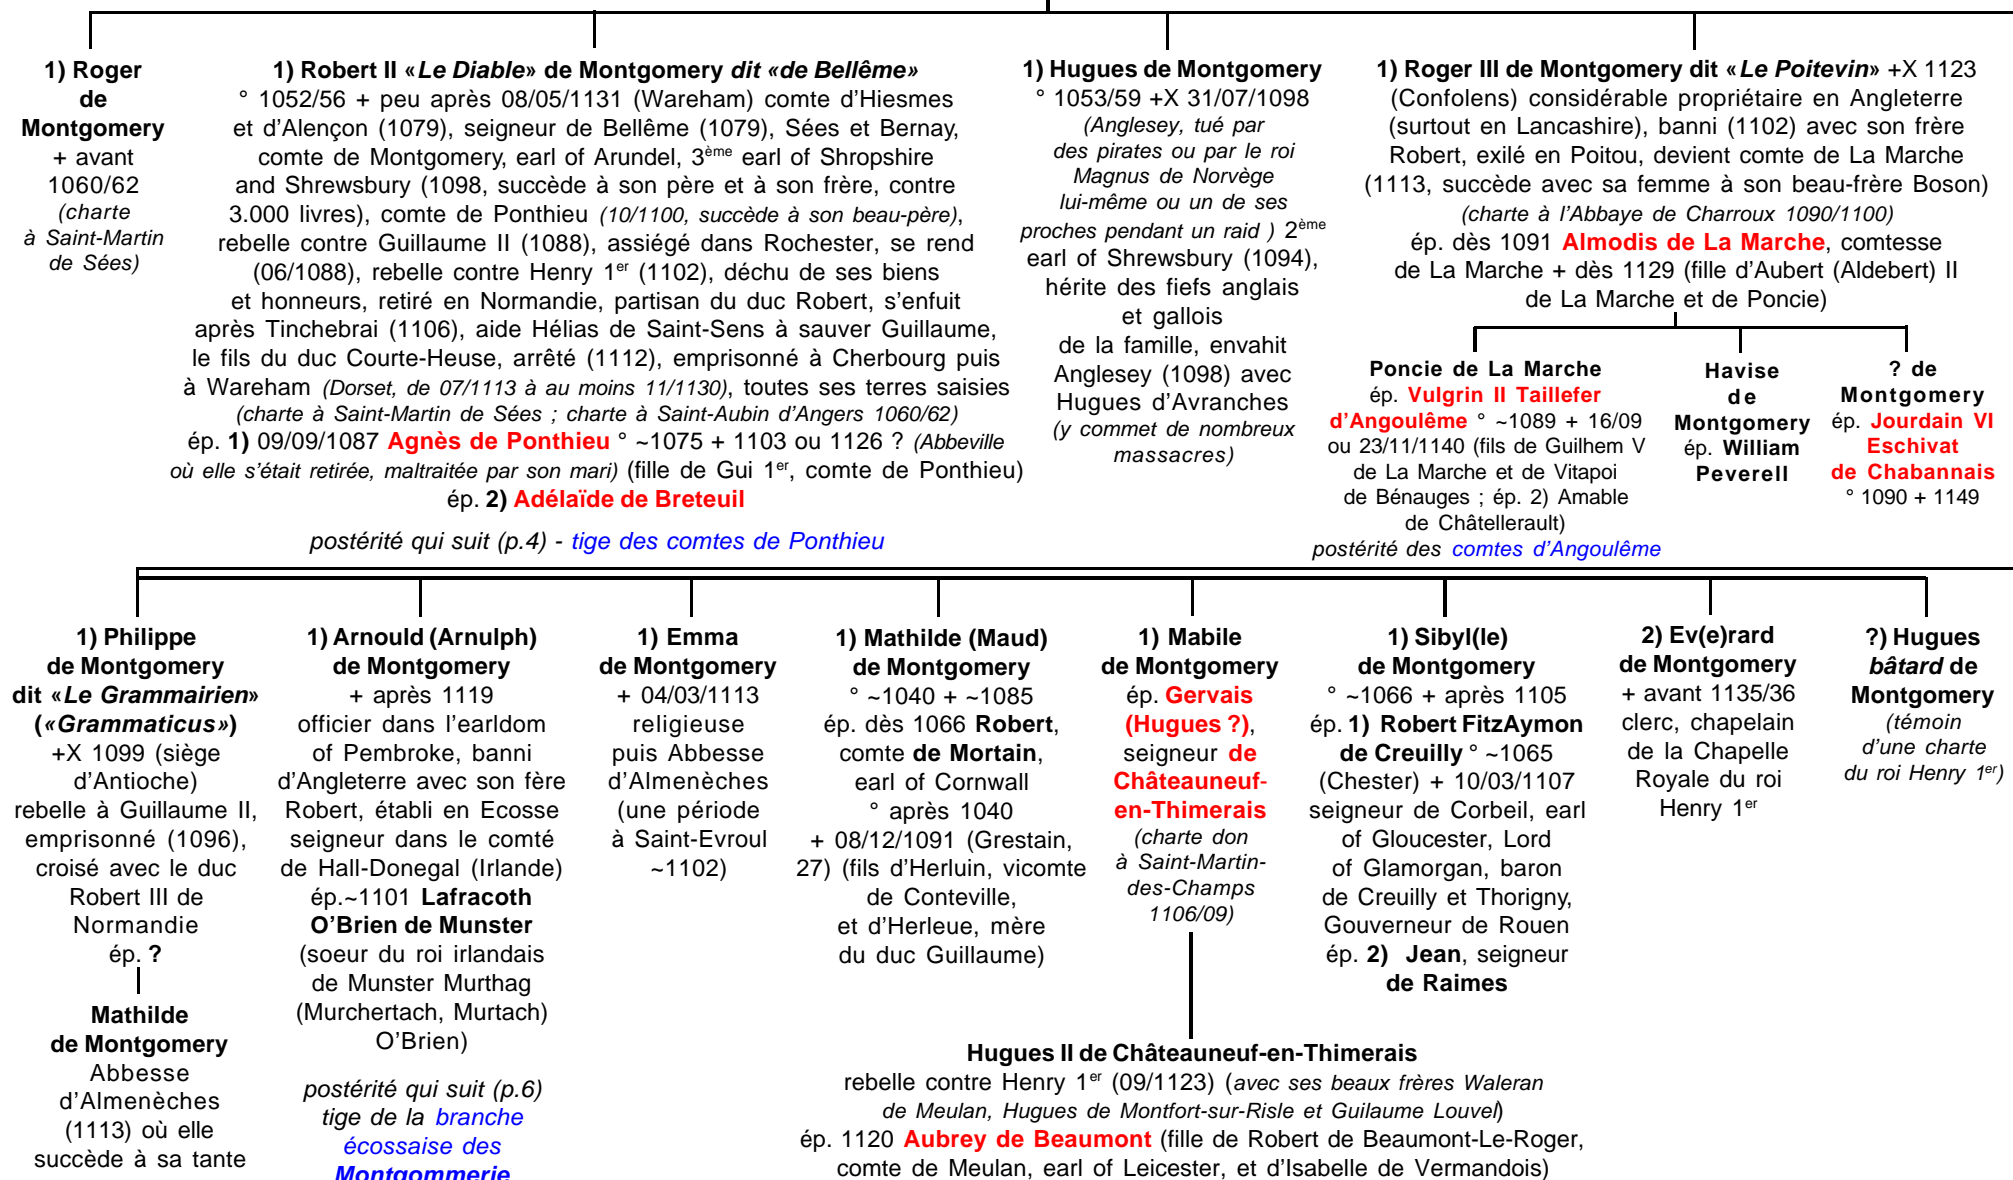 1) Roger
de
Montgomery
+ avant
1060/62
(charte
à Saint-Martin
de Sées)
1) Robert II «Le Diable» de Montgomery dit «de Bellême»
° 1052/56 + peu après 08/05/1131 (Wareham) comte d'Hiesmes
et d'Alençon (1079), seigneur de Bellême (1079), Sées et Bernay,
comte de Montgomery, earl of Arundel, 3ème earl of Shropshire
and Shrewsbury (1098, succède à son père et à son frère, contre
3.000 livres), comte de Ponthieu (10/1100, succède à son beau-père),
rebelle contre Guillaume II (1088), assiégé dans Rochester, se rend
(06/1088), rebelle contre Henry 1er (1102), déchu de ses biens
et honneurs, retiré en Normandie, partisan du duc Robert, s'enfuit
après Tinchebrai (1106), aide Hélias de Saint-Sens à sauver Guillaume,
le fils du duc Courte-Heuse, arrêté (1112), emprisonné à Cherbourg puis
à Wareham (Dorset, de 07/1113 à au moins 11/1130), toutes ses terres saisies
(charte à Saint-Martin de Sées ; charte à Saint-Aubin d'Angers 1060/62)
ép. 1) 09/09/1087 Agnès de Ponthieu ° ~1075 + 1103 ou 1126 ? (Abbeville
où elle s'était retirée, maltraitée par son mari) (fille de Gui 1er, comte de Ponthieu)
ép. 2) Adélaïde de Breteuil
postérité qui suit (p.4) - tige des comtes de Ponthieu
1) Hugues de Montgomery
° 1053/59 +X 31/07/1098
(Anglesey, tué par
des pirates ou par le roi
Magnus de Norvège
lui-même ou un de ses
proches pendant un raid ) 2ème
earl of Shrewsbury (1094),
hérite des fiefs anglais
et gallois
de la famille, envahit
Anglesey (1098) avec
Hugues d'Avranches
(y commet de nombreux
massacres)
1) Roger III de Montgomery dit «Le Poitevin» +X 1123
(Confolens) considérable propriétaire en Angleterre
(surtout en Lancashire), banni (1102) avec son frère
Robert, exilé en Poitou, devient comte de La Marche
(1113, succède avec sa femme à son beau-frère Boson)
(charte à l'Abbaye de Charroux 1090/1100)
ép. dès 1091 Almodis de La Marche, comtesse
de La Marche + dès 1129 (fille d'Aubert (Aldebert) II
de La Marche et de Poncie)
Poncie de La Marche
ép. Vulgrin II Taillefer
d'Angoulême ° ~1089 + 16/09
ou 23/11/1140 (fils de Guilhem V
de La Marche et de Vitapoi
de Bénauges ; ép. 2) Amable
de Châtellerault)
postérité des comtes d'Angoulême
Havise
de
Montgomery
ép. William
Peverell
? de
Montgomery
ép. Jourdain VI
Eschivat
de Chabannais
° 1090 + 1149
1) Philippe
de Montgomery
dit «Le Grammairien»
(«Grammaticus»)
+X 1099 (siège
d'Antioche)
rebelle à Guillaume II,
emprisonné (1096),
croisé avec le duc
Robert III de
Normandie
ép. ?
Mathilde
de Montgomery
Abbesse
d'Almenèches
(1113) où elle
succède à sa tante
1) Arnould (Arnulph)
de Montgomery
+ après 1119
officier dans l'earldom
of Pembroke, banni
d'Angleterre avec son fère
Robert, établi en Ecosse
seigneur dans le comté
de Hall-Donegal (Irlande)
ép.~1101 Lafracoth
O'Brien de Munster
(soeur du roi irlandais
de Munster Murthag
(Murchertach, Murtach)
O'Brien)
postérité qui suit (p.6)
tige de la branche
écossaise des
Montgommerie
1) Emma
de Montgomery
+ 04/03/1113
religieuse
puis Abbesse
d'Almenèches
(une période
à Saint-Evroul
~1102)
1) Mathilde (Maud)
de Montgomery
° ~1040 + ~1085
ép. dès 1066 Robert,
comte de Mortain,
earl of Cornwall
° après 1040
+ 08/12/1091 (Grestain,
27) (fils d'Herluin, vicomte
de Conteville,
et d'Herleue, mère
du duc Guillaume)
1) Mabile
de Montgomery
ép. Gervais
(Hugues ?),
seigneur de
Châteauneuf-
en-Thimerais
(charte don
à Saint-Martin-
des-Champs
1106/09)
1) Sibyl(le)
de Montgomery
° ~1066 + après 1105
ép. 1) Robert FitzAymon
de Creuilly ° ~1065
(Chester) + 10/03/1107
seigneur de Corbeil, earl
of Gloucester, Lord
of Glamorgan, baron
de Creuilly et Thorigny,
Gouverneur de Rouen
ép. 2) Jean, seigneur
de Raimes
2) Ev(e)rard
de Montgomery
+ avant 1135/36
clerc, chapelain
de la Chapelle
Royale du roi
Henry 1er
?) Hugues
bâtard de
Montgomery
(témoin
d'une charte
du roi Henry 1er)
Hugues II de Châteauneuf-en-Thimerais
rebelle contre Henry 1er (09/1123) (avec ses beaux frères Waleran
de Meulan, Hugues de Montfort-sur-Risle et Guilaume Louvel)
ép. 1120 Aubrey de Beaumont (fille de Robert de Beaumont-Le-Roger,
comte de Meulan, earl of Leicester, et d'Isabelle de Vermandois)